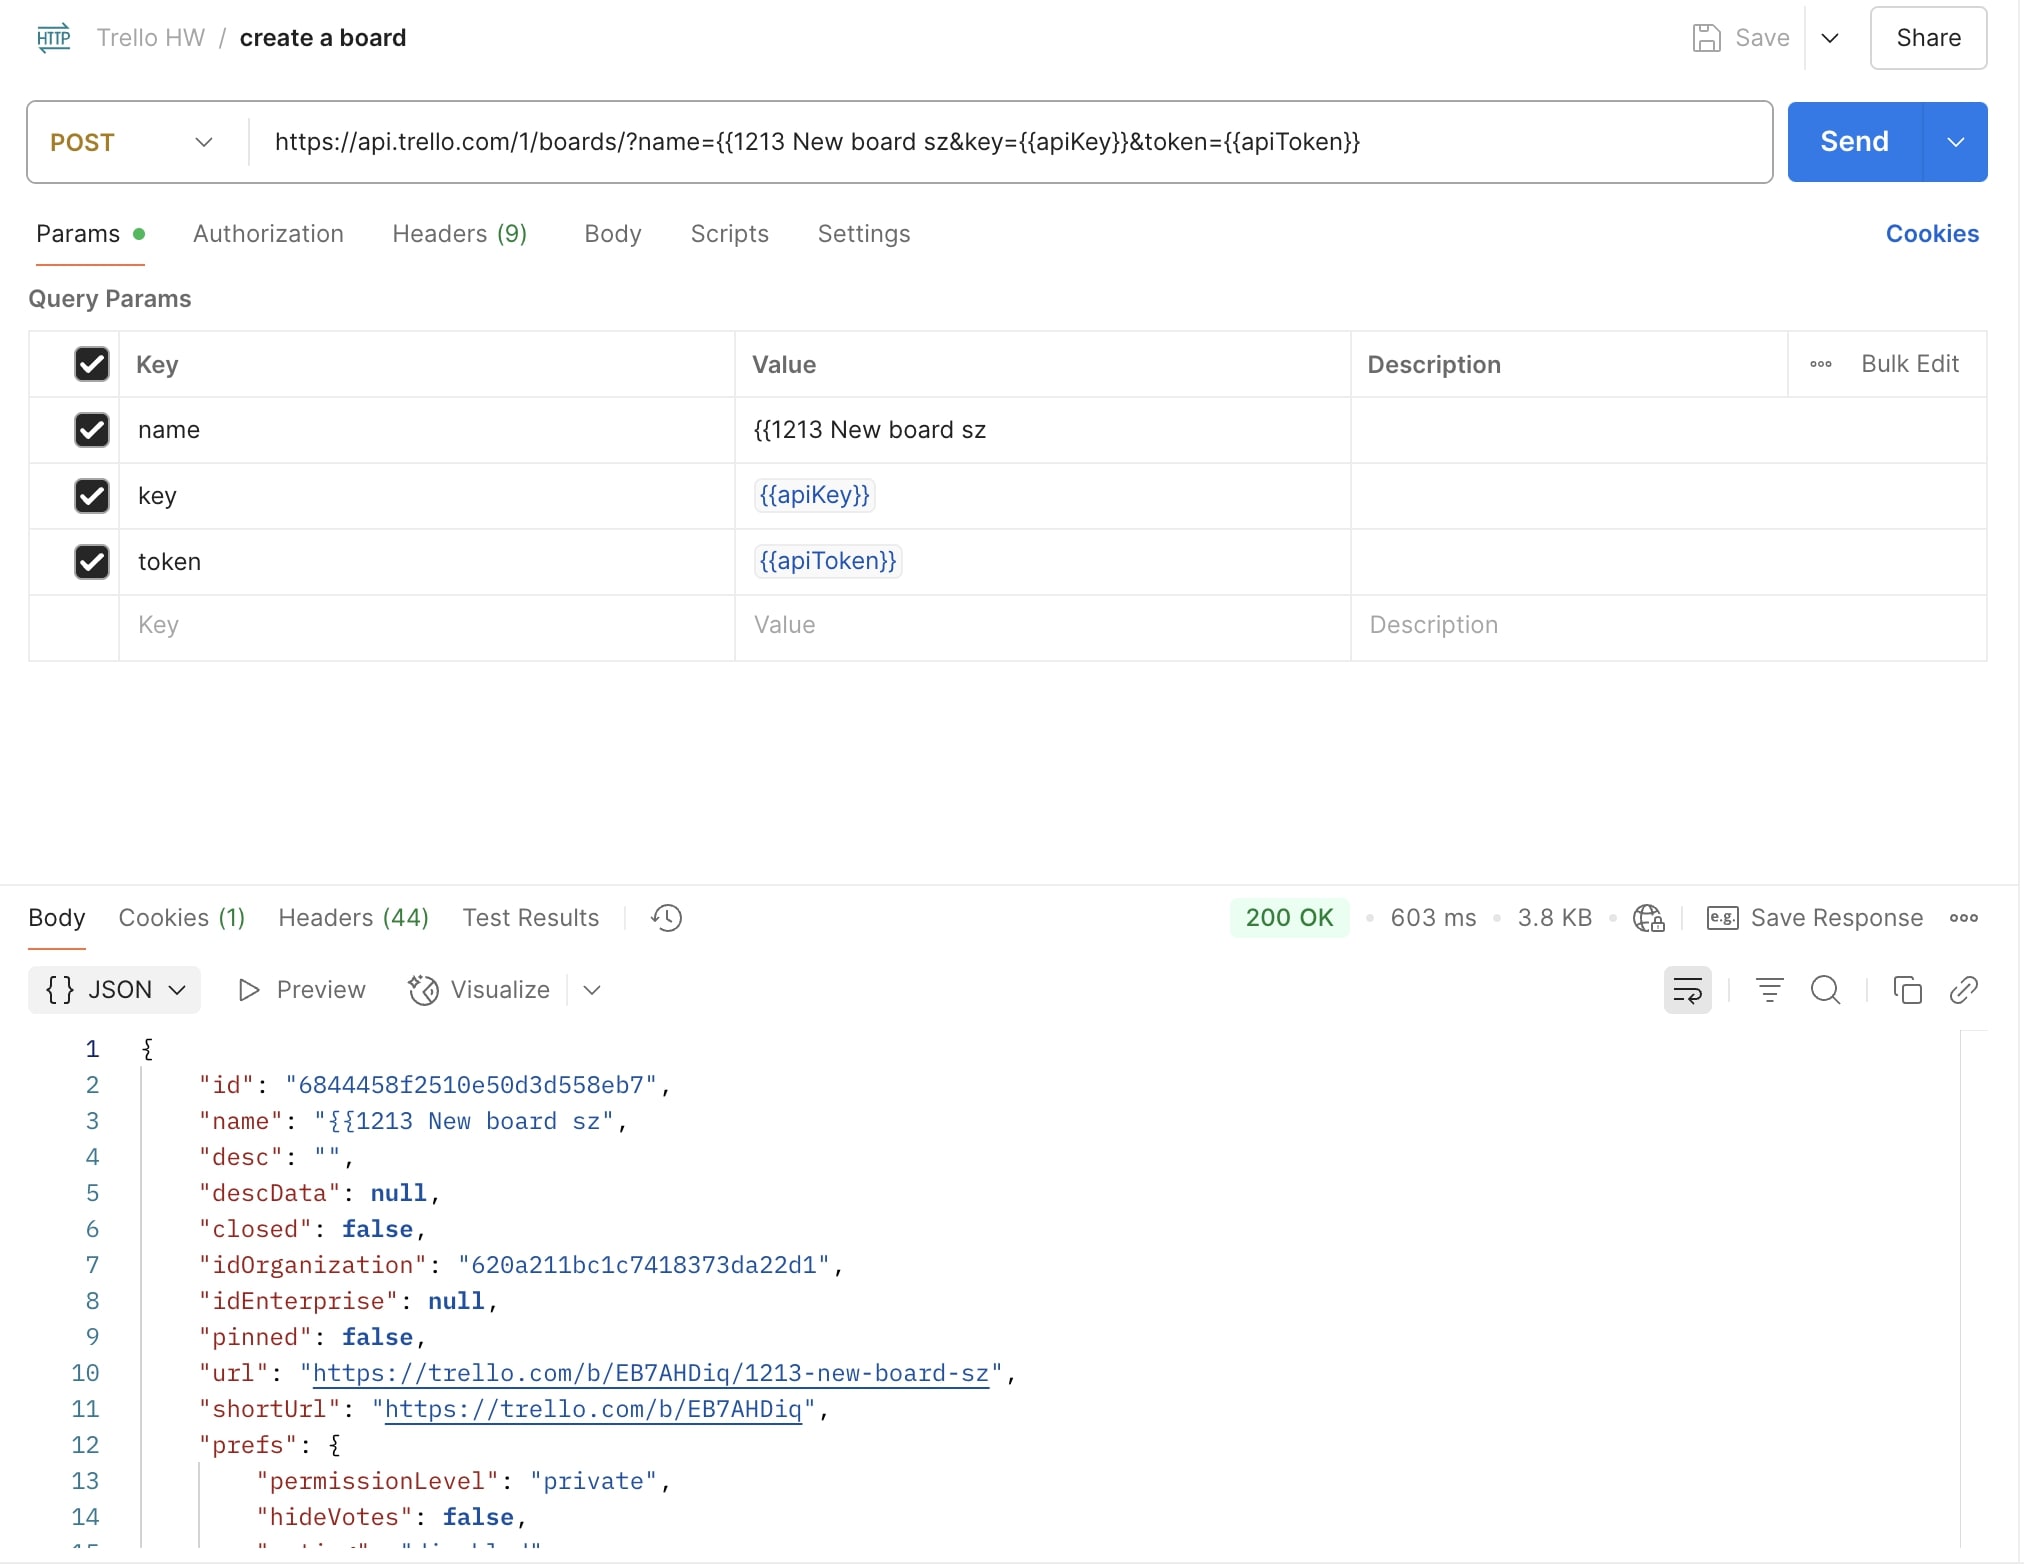 HTTP Trello HW / create a board Save Share
POST https://api.trello.com/1/boards/?name={{1213 New board sz&key={{apiKey}}&token={{apiToken}} Send
Params Authorization Headers (9) Body Scripts Settings Cookies
Query Params
Key Value Description Bulk Edit
name {{1213 New board sz
key {{apiKey}}
token {{apiToken}}
Key Value Description
Body Cookies (1) Headers (44) Test Results 200 OK 603 ms 3.8 KB e.g. Save Response
{} JSON Preview Visualize
1 {
2 "id": "6844458f2510e50d3d558eb7",
3 "name": "{{1213 New board sz",
4 "desc": "",
5 "descData": null,
6 "closed": false,
7 "idOrganization": "620a211bc1c7418373da22d1",
8 "idEnterprise": null,
9 "pinned": false,
10 "url": "https://trello.com/b/EB7AHDiq/1213-new-board-sz",
11 "shortUrl": "https://trello.com/b/EB7AHDiq",
12 "prefs": {
13 "permissionLevel": "private",
14 "hideVotes": false,